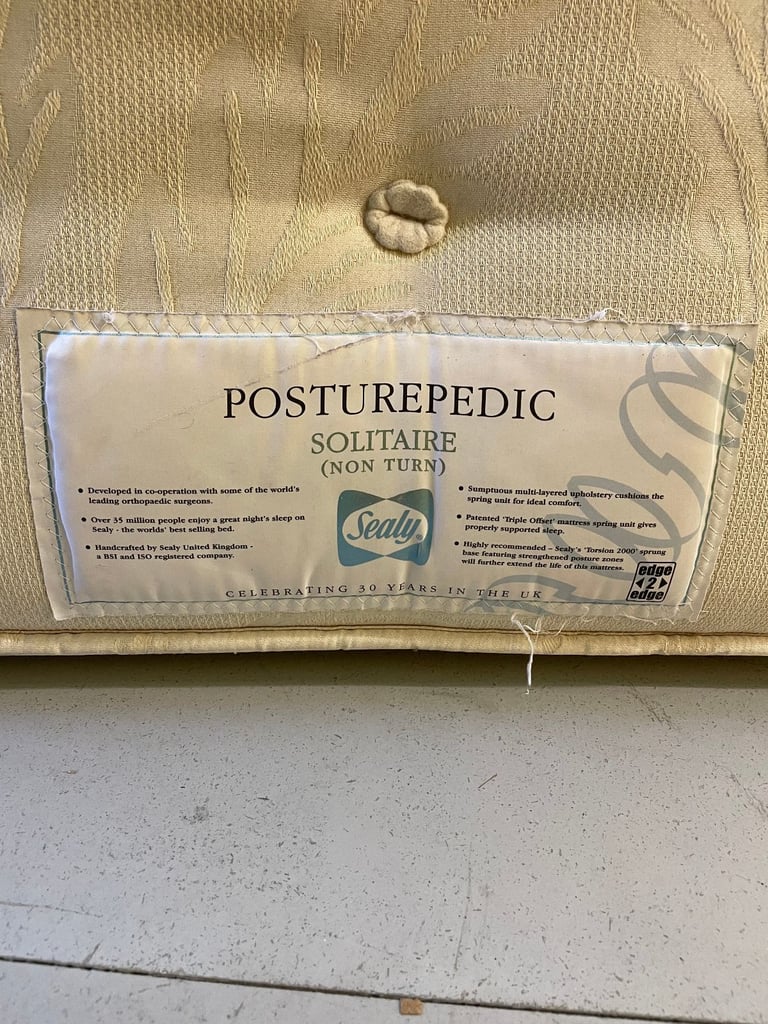 POSTUREPEDIC
SOLITAIRE
(NON TURN)
• Developed in co-operation with some of the world's
leading orthopaedic surgeons.
• Over 35 million people enjoy a great night's sleep on
Sealy - the worlds' best selling bed.
• Handcrafted by Sealy United Kingdom -
a BSI and ISO registered company.
Sealy
• Sumptuous multi-layered upholstery cushions the
spring unit for ideal comfort.
• Patented 'Triple Offset' mattress spring unit gives
properly supported sleep.
• Highly recommended - Sealy's 'Torsion 2000' sprung
base featuring strengthened posture zones
will further extend the life of this mattress.
edge
2
edge
CELEBRATING 30 YEARS IN THE UK